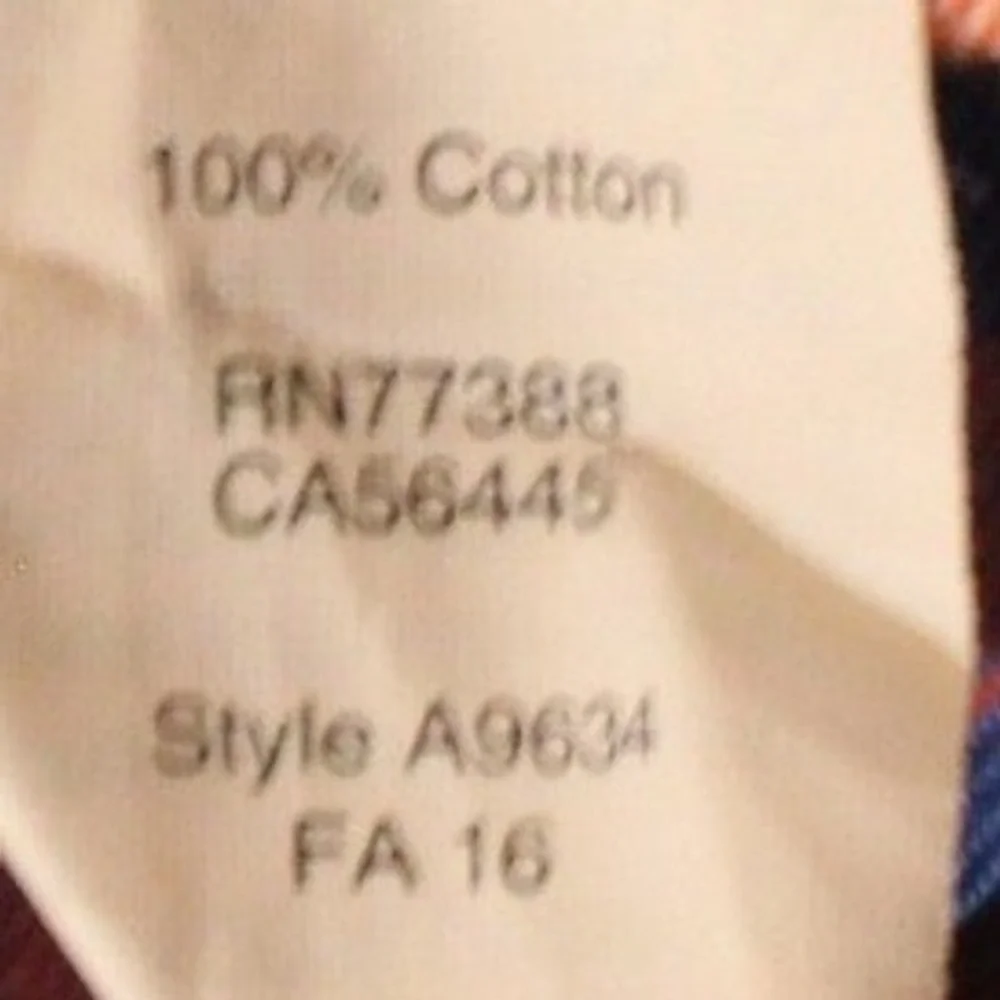 100% Cotton
RN77388
CA56445
Style A9634
FA 16